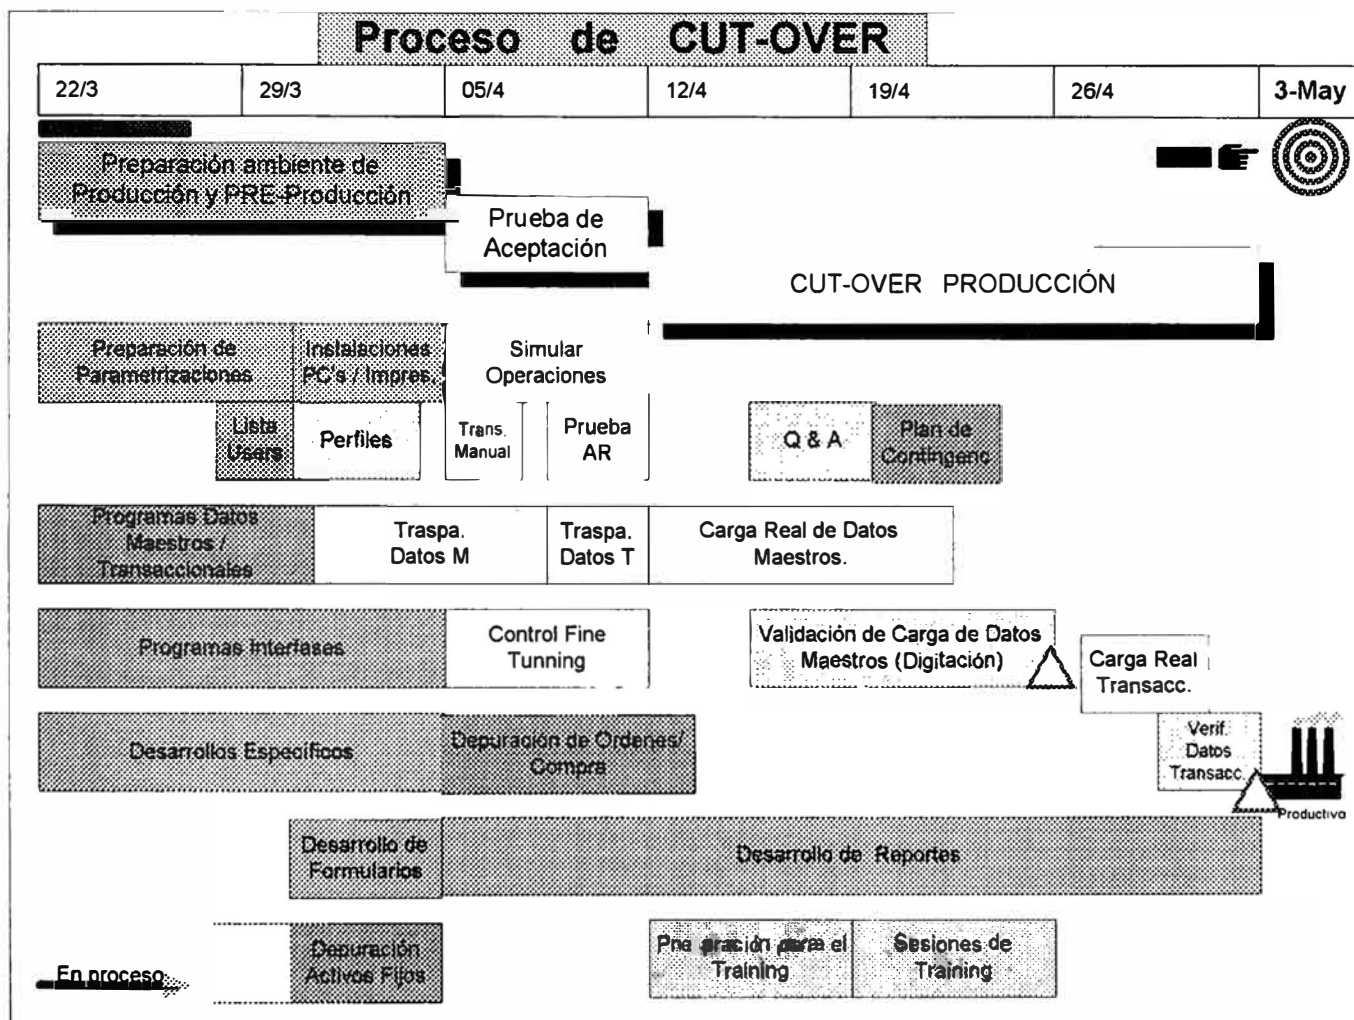 Proceso de CUT-OVER
22/3 29/3 05/4 12/4 19/4 26/4 3-May
Preparación ambiente de
Producción y PRE-Producción
Prueba de
Aceptación
CUT-OVER PRODUCCIÓN
Preparación de
Parametrizaciones
Instalaciones
PC's / Impres.
Simular
Operaciones
Lista
Users
Perfiles
Trans.
Manual
Prueba
AR
Q & A
Plan de
Contingenc
Programas Datos
Maestros /
Transaccionales
Traspa.
Datos M
Traspa.
Datos T
Carga Real de Datos
Maestros.
Programas Interfases
Control Fine
Tunning
Validación de Carga de Datos
Maestros (Digitación)
Carga Real
Transacc.
Desarrollos Específicos
Depuración de Ordenes/
Compra
Verif.
Datos
Transacc.
Productiva
Desarrollo de
Formularios
Desarrollo de Reportes
En proceso
Depuración
Activos Fijos
Preparación para el
Training
Sesiones de
Training